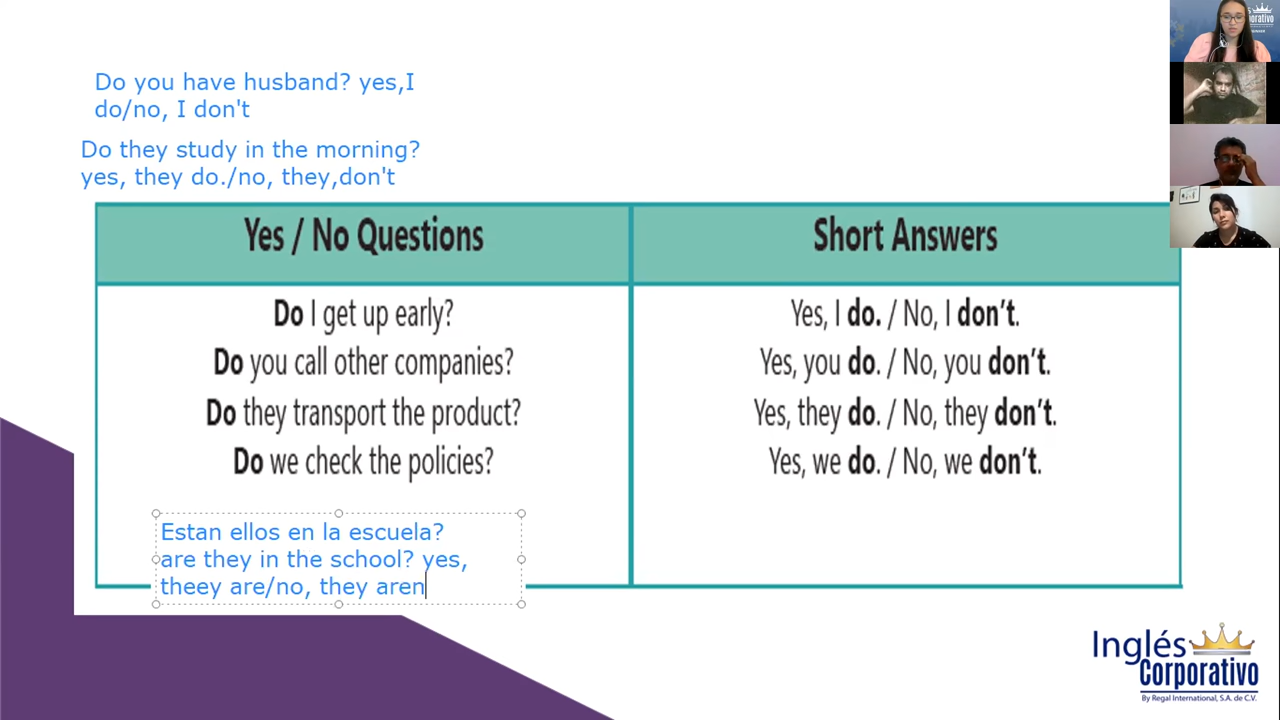 Do you have husband? yes,I
do/no, I don't
Do they study in the morning?
yes, they do./no, they,don't
Yes / No Questions
Short Answers
Do I get up early?
Yes, I do. / No, I don't.
Do you call other companies?
Yes, you do. / No, you don't.
Do they transport the product?
Yes, they do. / No, they don't.
Do we check the policies?
Yes, we do. / No, we don't.
Estan ellos en la escuela?
are they in the school? yes,
theey are/no, they aren
Inglés
Corporativo
By Regal International, S.A. de C.V.